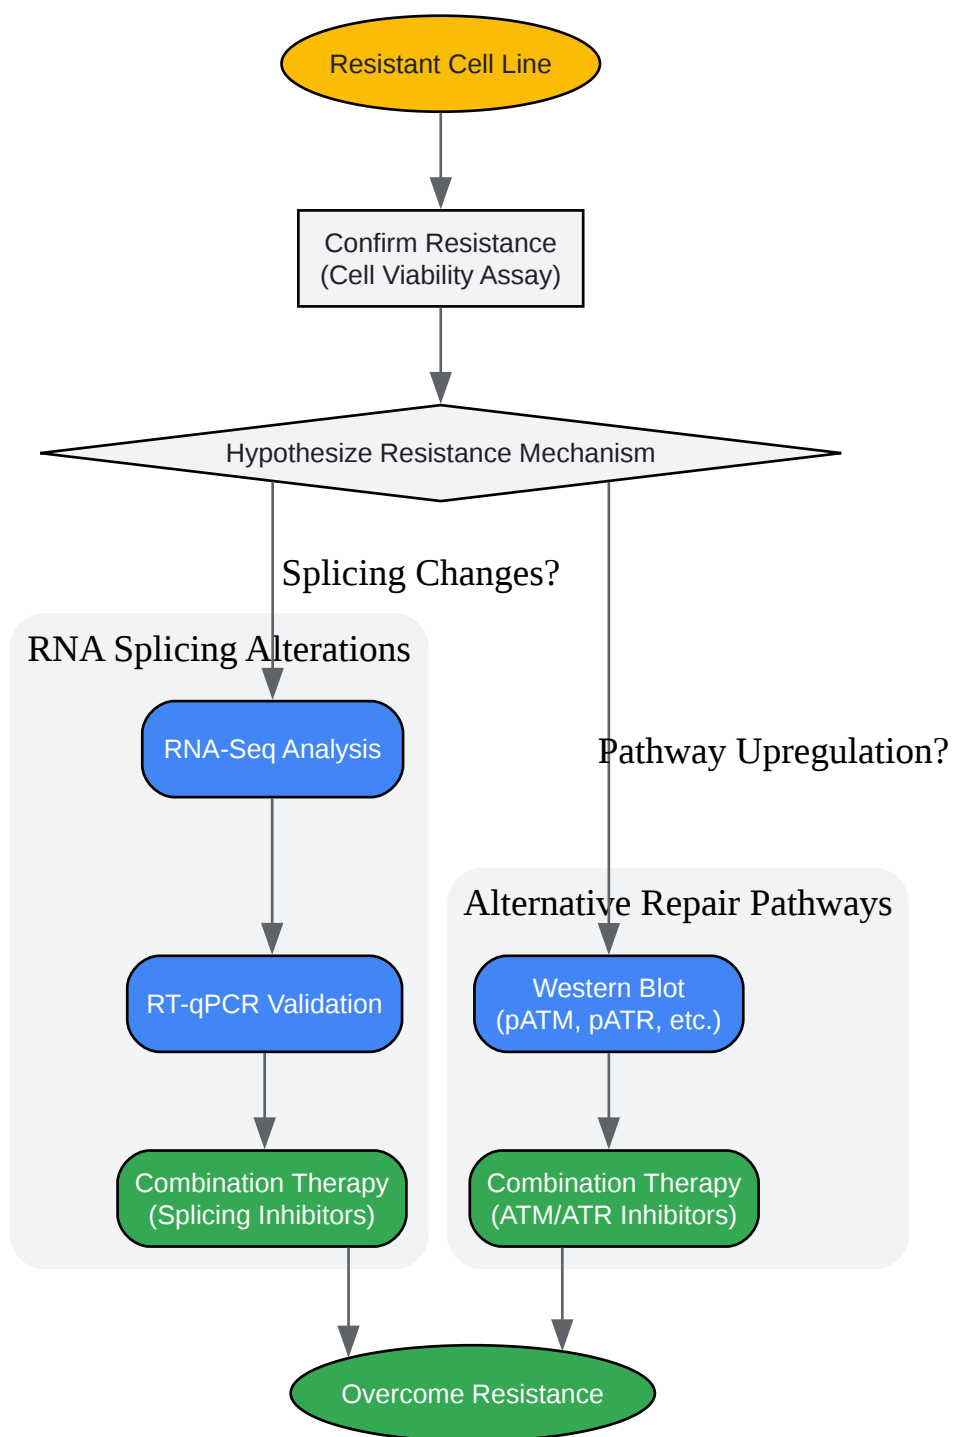 Resistant Cell Line
Confirm Resistance
(Cell Viability Assay)
Hypothesize Resistance Mechanism
Splicing Changes?
RNA Splicing Alterations
RNA-Seq Analysis
Pathway Upregulation?
Alternative Repair Pathways
RT-qPCR Validation
Western Blot
(pATM, pATR, etc.)
Combination Therapy
(Splicing Inhibitors)
Combination Therapy
(ATM/ATR Inhibitors)
Overcome Resistance